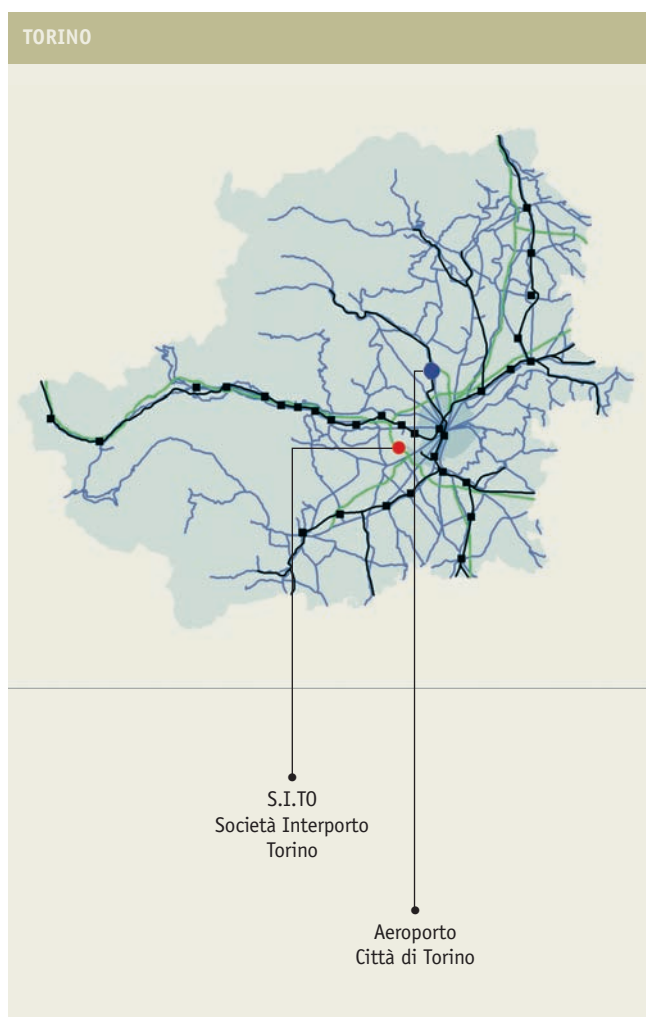 TORINO
S.I.TO
Società Interporto
Torino
Aeroporto
Città di Torino